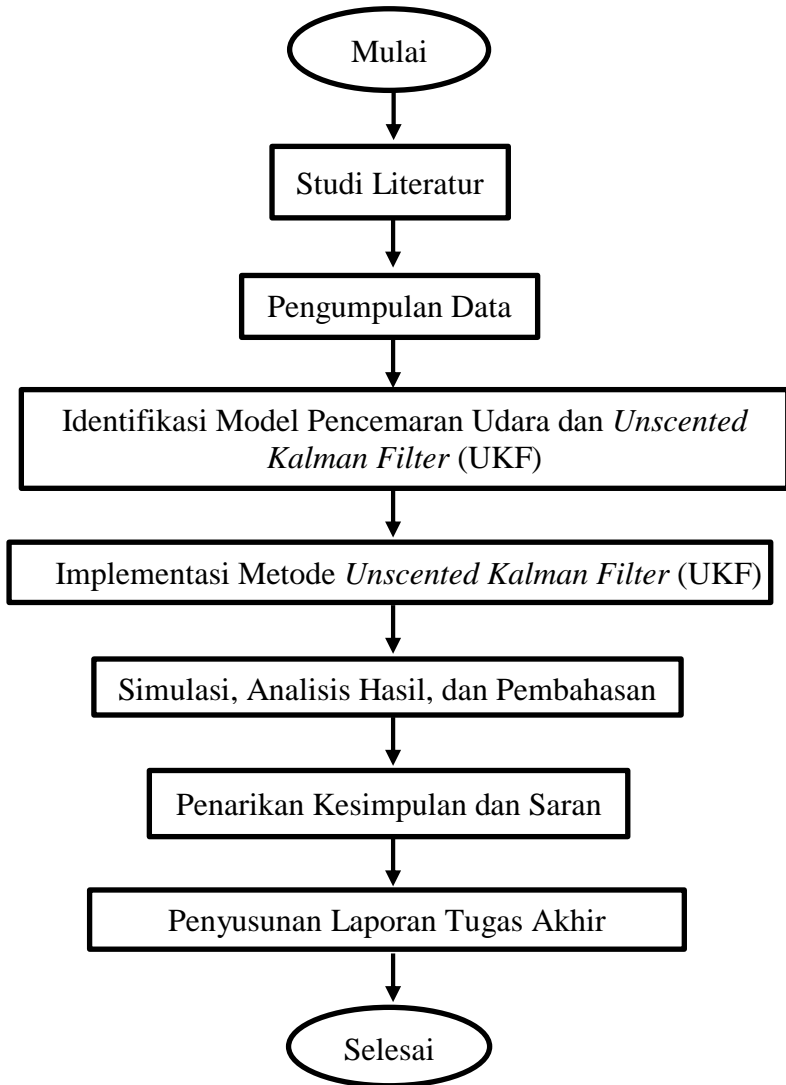 Mulai
Studi Literatur
Pengumpulan Data
Identifikasi Model Pencemaran Udara dan Unscented
Kalman Filter (UKF)
Implementasi Metode Unscented Kalman Filter (UKF)
Simulasi, Analisis Hasil, dan Pembahasan
Penarikan Kesimpulan dan Saran
Penyusunan Laporan Tugas Akhir
Selesai